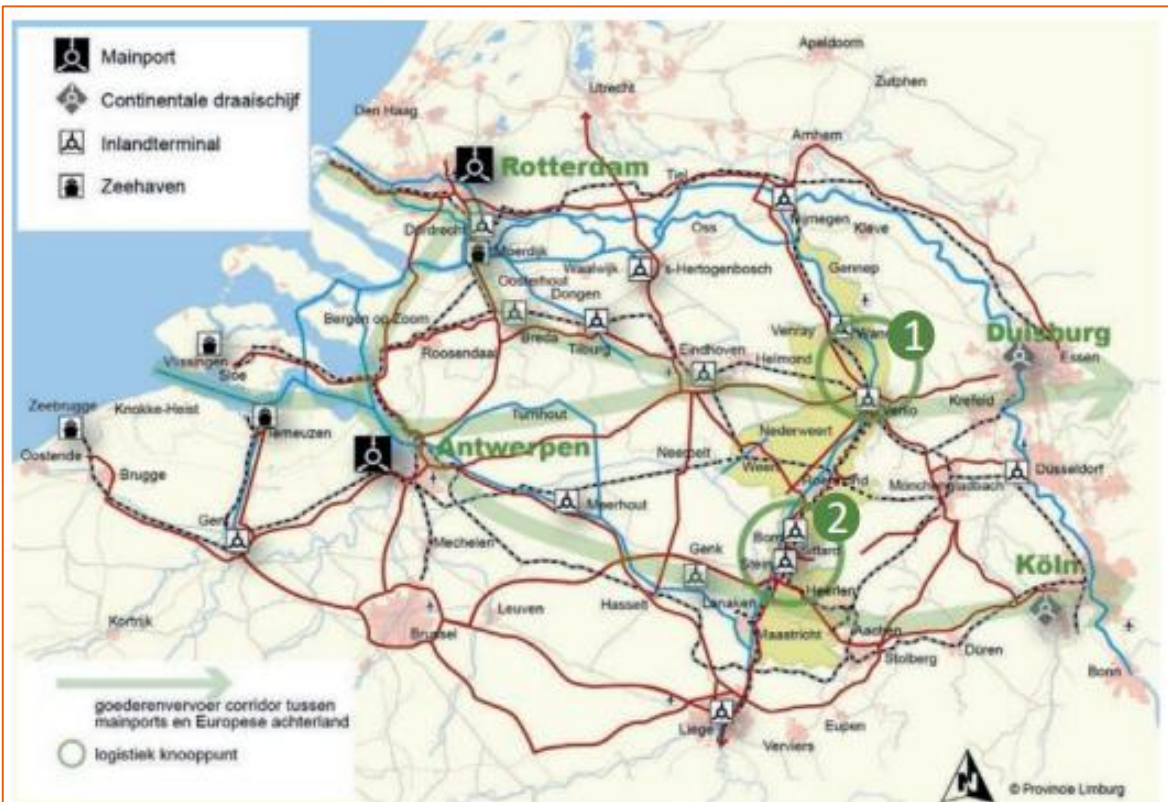 Mainport
Continentale draaischijf
Inlandterminal
Zeehaven
Apeldoorn
Zutphen
Utrecht
Den Haag
Arnhem
Rotterdam
Tiel
Nijmegen
Dordrecht
Oss
Kleve
Moerdijk
Waalwijk
's-Hertogenbosch
Gennep
Oosterhout
Dongen
Bergen op Zoom
Venray
1
Duisburg
Vlissingen
Roosendaal
Breda
Tilburg
Eindhoven
Helmond
Essen
Sloe
Zeebrugge
Knokke-Heist
Turnhout
Venlo
Krefeld
Terneuzen
Nederweert
Oostende
Antwerpen
Neerpelt
Weert
Brugge
Mönchengladbach
Düsseldorf
Meerhout
2
Gent
Mechelen
Genk
Stein
Köln
Heerlen
Leuven
Hasselt
Lanaken
Kortrijk
Brussel
Maastricht
Aachen
Stolberg
Düren
Bonn
goederenvervoer corridor tussen
mainports en Europese achterland
Liege
Eupen
logistiek knooppunt
Verviers
N
© Provincie Limburg